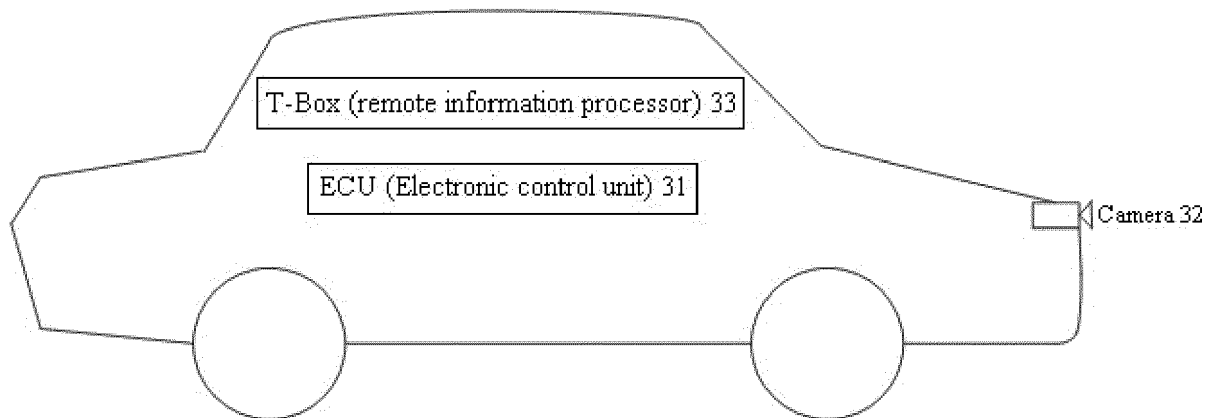 T-Box (remote information processor) 33
ECU (Electronic control unit) 31
Camera 32